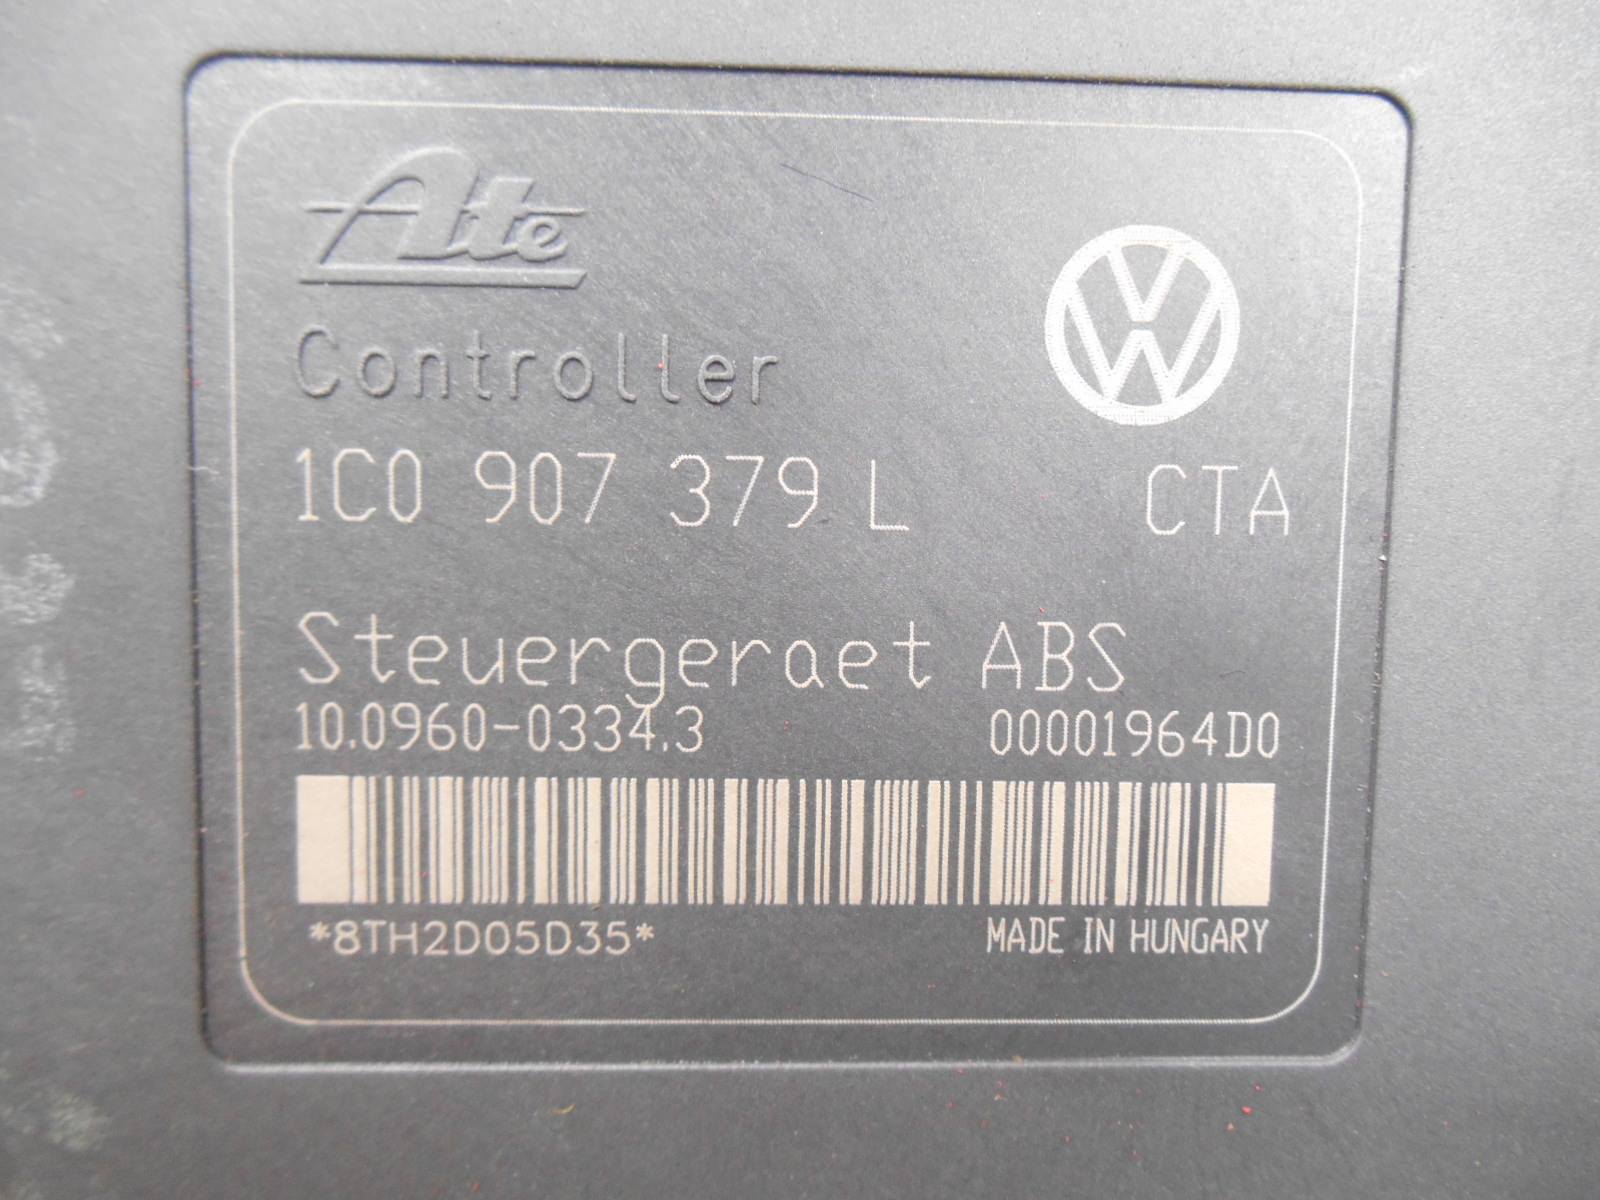 Ate
Controller
1C0 907 379 L CTA
Steuergeraet ABS
10.0960-0334.3 00001964D0
*8TH2D05D35* MADE IN HUNGARY